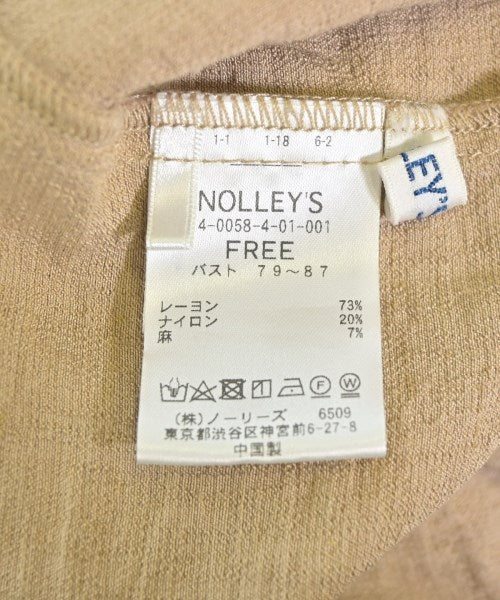 1-1 1-18 6-2
NOLLEY'S
4-0058-4-01-001
FREE
バスト 79～87
レーヨン 73%
ナイロン 20%
麻 7%
F W
(株)ノーリーズ 6509
東京都渋谷区神宮前6-27-8
中国製
LEY'S